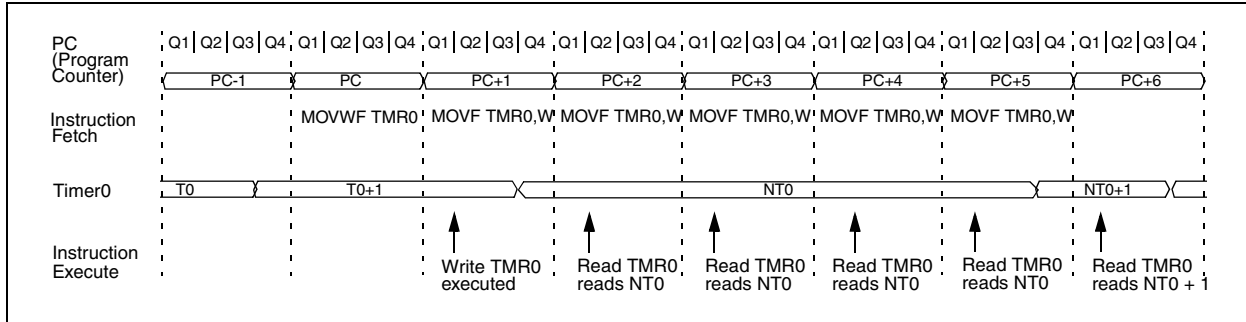 PC
(Program
Counter)
Q1 Q2 Q3 Q4 Q1 Q2 Q3 Q4 Q1 Q2 Q3 Q4 Q1 Q2 Q3 Q4 Q1 Q2 Q3 Q4 Q1 Q2 Q3 Q4 Q1 Q2 Q3 Q4 Q1 Q2 Q3 Q4
PC-1 PC PC+1 PC+2 PC+3 PC+4 PC+5 PC+6
Instruction
Fetch
MOVWF TMR0 MOVF TMR0,W MOVF TMR0,W MOVF TMR0,W MOVF TMR0,W MOVF TMR0,W
Timer0
T0 T0+1 NT0 NT0+1
Instruction
Execute
Write TMR0
executed
Read TMR0
reads NT0
Read TMR0
reads NT0
Read TMR0
reads NT0
Read TMR0
reads NT0
Read TMR0
reads NT0 + 1